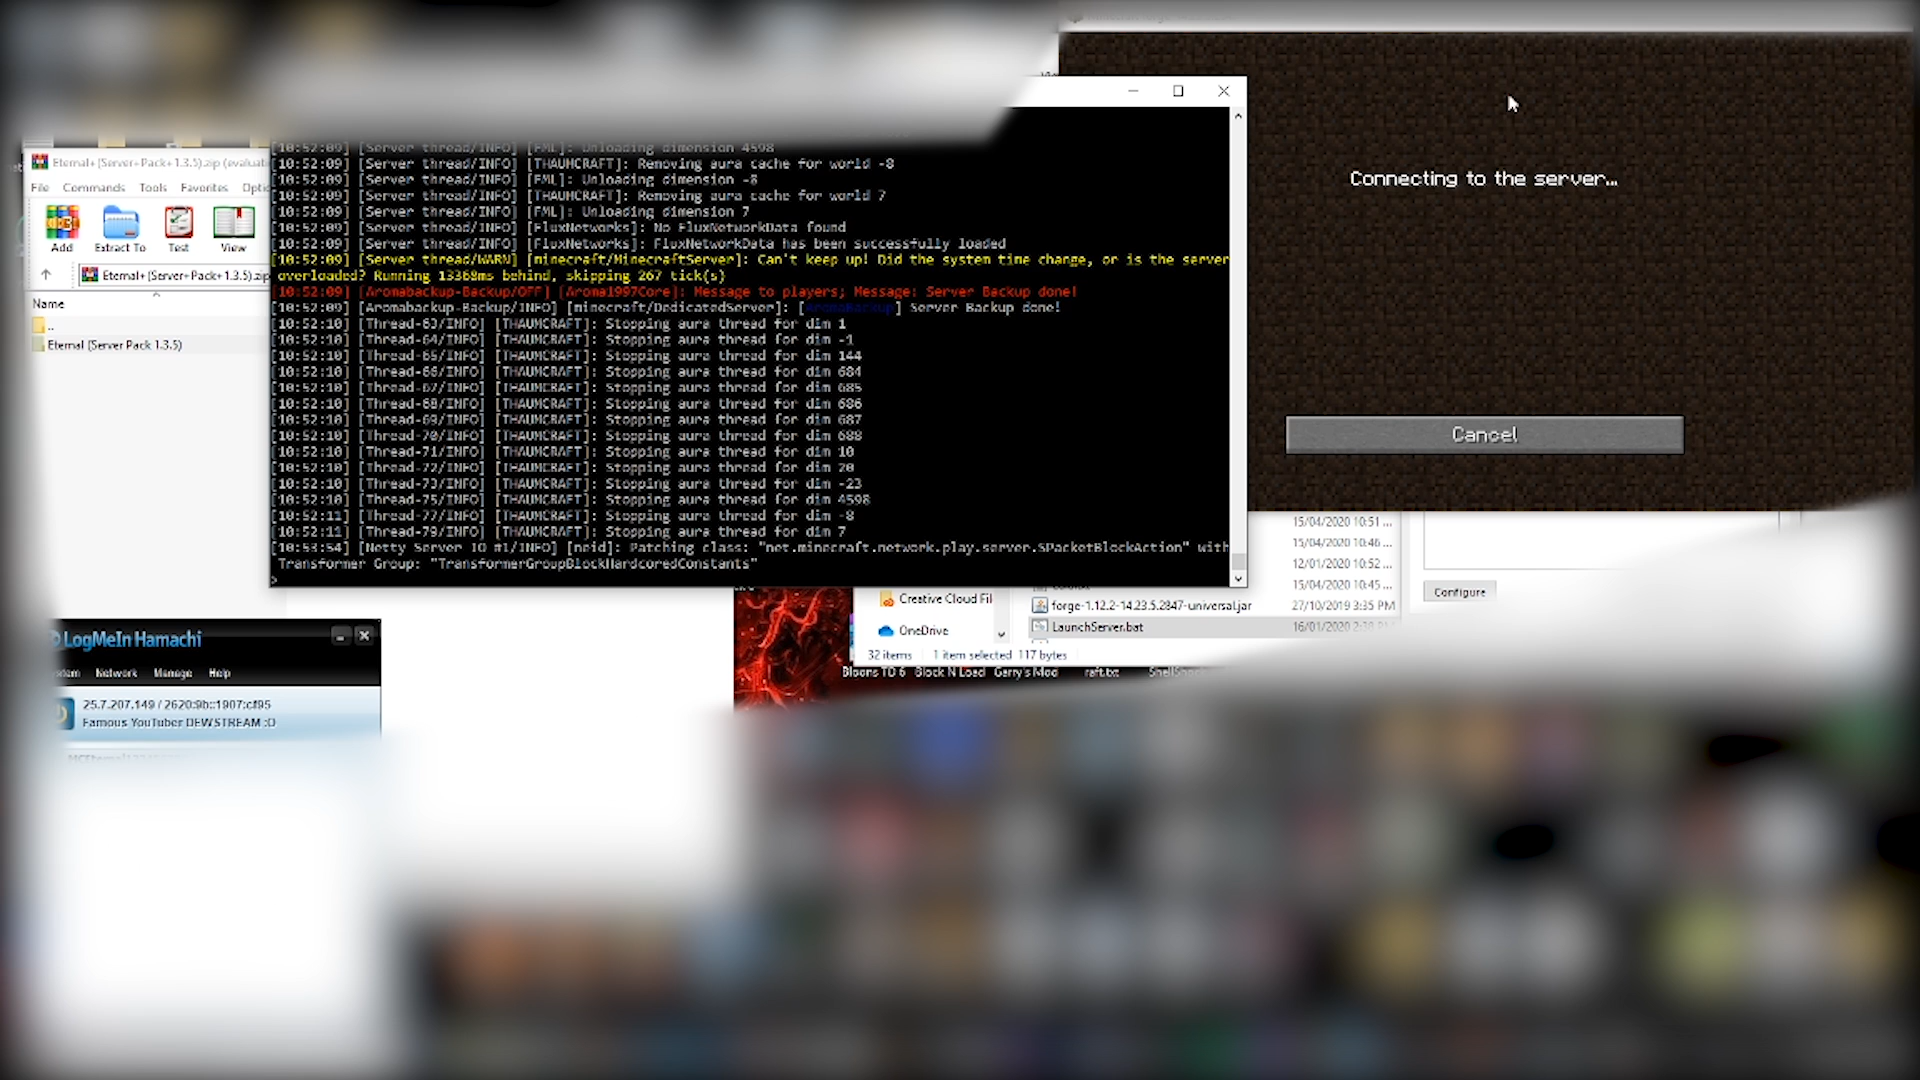 Eternal+(Server+Pack+1.3.5).zip (evaluati
File Commands Tools Favorites Optio
Add Extract To Test View
Eternal+(Server+Pack+1.3.5).zip
Name
..
Eternal (Server Pack 1.3.5)
[10:52:09] [Server thread/INFO] [FML]: Unloading dimension 4598
[10:52:09] [Server thread/INFO] [THAUMCRAFT]: Removing aura cache for world -8
[10:52:09] [Server thread/INFO] [FML]: Unloading dimension -8
[10:52:09] [Server thread/INFO] [THAUMCRAFT]: Removing aura cache for world 7
[10:52:09] [Server thread/INFO] [FML]: Unloading dimension 7
[10:52:09] [Server thread/INFO] [FluxNetworks]: No FluxNetworkData found
[10:52:09] [Server thread/INFO] [FluxNetworks]: FluxNetworkData has been successfully loaded
[10:52:09] [Server thread/WARN] [minecraft/MinecraftServer]: Can't keep up! Did the system time change, or is the server
overloaded? Running 13368ms behind, skipping 267 tick(s)
[10:52:09] [Aromabackup-Backup/OFF] [Aroma1997Core]: Message to players; Message: Server Backup done!
[10:52:09] [Aromabackup-Backup/INFO] [minecraft/DedicatedServer]: [AromaBackup] Server Backup done!
[10:52:10] [Thread-63/INFO] [THAUMCRAFT]: Stopping aura thread for dim 1
[10:52:10] [Thread-64/INFO] [THAUMCRAFT]: Stopping aura thread for dim -1
[10:52:10] [Thread-65/INFO] [THAUMCRAFT]: Stopping aura thread for dim 144
[10:52:10] [Thread-66/INFO] [THAUMCRAFT]: Stopping aura thread for dim 684
[10:52:10] [Thread-67/INFO] [THAUMCRAFT]: Stopping aura thread for dim 685
[10:52:10] [Thread-68/INFO] [THAUMCRAFT]: Stopping aura thread for dim 686
[10:52:10] [Thread-69/INFO] [THAUMCRAFT]: Stopping aura thread for dim 687
[10:52:10] [Thread-70/INFO] [THAUMCRAFT]: Stopping aura thread for dim 688
[10:52:10] [Thread-71/INFO] [THAUMCRAFT]: Stopping aura thread for dim 10
[10:52:10] [Thread-72/INFO] [THAUMCRAFT]: Stopping aura thread for dim 20
[10:52:10] [Thread-73/INFO] [THAUMCRAFT]: Stopping aura thread for dim -23
[10:52:10] [Thread-75/INFO] [THAUMCRAFT]: Stopping aura thread for dim 4598
[10:52:11] [Thread-77/INFO] [THAUMCRAFT]: Stopping aura thread for dim -8
[10:52:11] [Thread-79/INFO] [THAUMCRAFT]: Stopping aura thread for dim 7
[10:53:54] [Netty Server IO #1/INFO] [neid]: Patching class: "net.minecraft.network.play.server.SPacketBlockAction" with
Transformer Group: "TransformerGroupBlockHardcoredConstants"
>
Connecting to the server...
Cancel
15/04/2020 10:51 ...
15/04/2020 10:46 ...
12/01/2020 10:52 ...
15/04/2020 10:45 ...
Configure
Creative Cloud Fil
forge-1.12.2-14.23.5.2847-universal.jar 27/10/2019 3:35 PM
OneDrive
LaunchServer.bat 16/01/2020 2:38 PM
32 items 1 item selected 117 bytes
Bloons TD 6 Block N Load Garry's Mod raft.txt
LogMeIn Hamachi
stem Network Manage Help
25.7.207.149 / 2620:9b::1907:cf95
Famous YouTuber DEWSTREAM :D